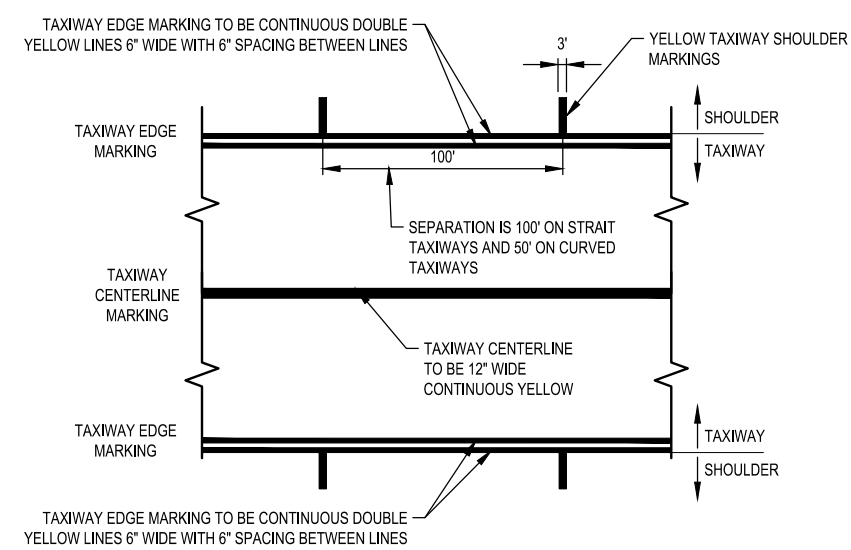 TAXIWAY EDGE MARKING TO BE CONTINUOUS DOUBLE
YELLOW LINES 6" WIDE WITH 6" SPACING BETWEEN LINES
3'
YELLOW TAXIWAY SHOULDER
MARKINGS
SHOULDER
TAXIWAY
TAXIWAY EDGE
MARKING
100'
SEPARATION IS 100' ON STRAIT
TAXIWAYS AND 50' ON CURVED
TAXIWAYS
TAXIWAY
CENTERLINE
MARKING
TAXIWAY CENTERLINE
TO BE 12" WIDE
CONTINUOUS YELLOW
TAXIWAY EDGE
MARKING
TAXIWAY
SHOULDER
TAXIWAY EDGE MARKING TO BE CONTINUOUS DOUBLE
YELLOW LINES 6" WIDE WITH 6" SPACING BETWEEN LINES